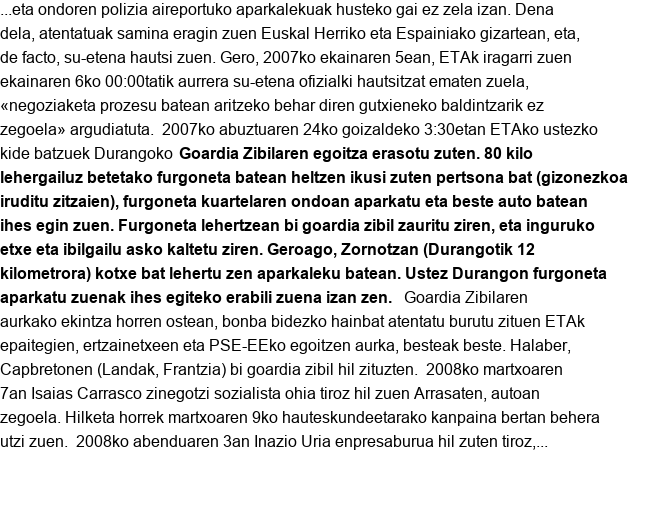 ...eta ondoren polizia aireportuko aparkalekuak husteko gai ez zela izan. Dena
dela, atentatuak samina eragin zuen Euskal Herriko eta Espainiako gizartean, eta,
de facto, su-etena hautsi zuen. Gero, 2007ko ekainaren 5ean, ETAk iragarri zuen
ekainaren 6ko 00:00tatik aurrera su-etena ofizialki hautsitzat ematen zuela,
«negoziaketa prozesu batean aritzeko behar diren gutxieneko baldintzarik ez
zegoela» argudiatuta. 2007ko abuztuaren 24ko goizaldeko 3:30etan ETAko ustezko
kide batzuek Durangoko Goardia Zibilaren egoitza erasotu zuten. 80 kilo
lehergailuz betetako furgoneta batean heltzen ikusi zuten pertsona bat (gizonezkoa
iruditu zitzaien), furgoneta kuartelaren ondoan aparkatu eta beste auto batean
ihes egin zuen. Furgoneta lehertzean bi goardia zibil zauritu ziren, eta inguruko
etxe eta ibilgailu asko kaltetu ziren. Geroago, Zornotzan (Durangotik 12
kilometrora) kotxe bat lehertu zen aparkaleku batean. Ustez Durangon furgoneta
aparkatu zuenak ihes egiteko erabili zuena izan zen. Goardia Zibilaren
aurkako ekintza horren ostean, bonba bidezko hainbat atentatu burutu zituen ETAk
epaitegien, ertzainetxeen eta PSE-EEko egoitzen aurka, besteak beste. Halaber,
Capbretonen (Landak, Frantzia) bi goardia zibil hil zituzten. 2008ko martxoaren
7an Isaias Carrasco zinegotzi sozialista ohia tiroz hil zuen Arrasaten, autoan
zegoela. Hilketa horrek martxoaren 9ko hauteskundeetarako kanpaina bertan behera
utzi zuen. 2008ko abenduaren 3an Inazio Uria enpresaburua hil zuten tiroz,...